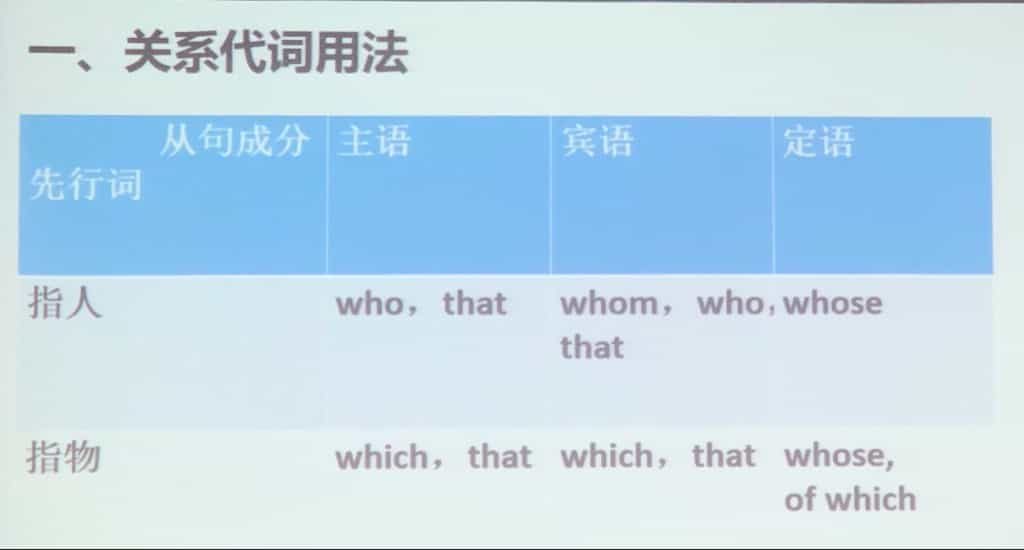 一、关系代词用法
从句成分 主语 宾语 定语
先行词
指人 who，that whom，who, whose
that
指物 which，that which，that whose,
of which